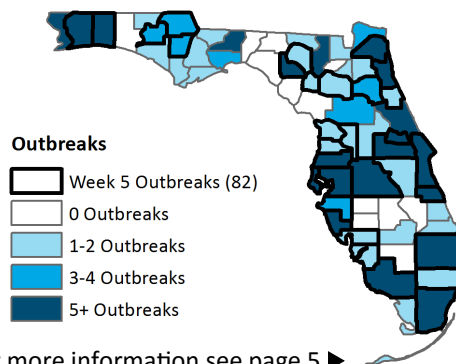 Outbreaks
Week 5 Outbreaks (82)
0 Outbreaks
1-2 Outbreaks
3-4 Outbreaks
5+ Outbreaks
more information see page 5 ▶